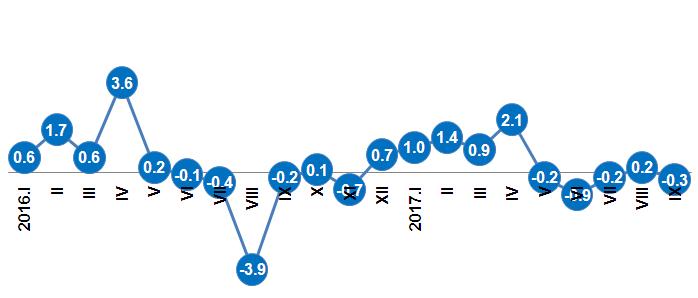 3.6
2.1
1.7
1.4
1.0
0.9
0.7
0.6
0.6
0.2
0.1
0.2
-0.1
-0.4
-0.2
-0.7
-0.2
-0.9
-0.2
-0.3
-3.9
2016.I
II
III
IV
V
VI
VII
VIII
IX
X
XI
XII
2017.I
II
III
IV
V
VI
VII
VIII
IX